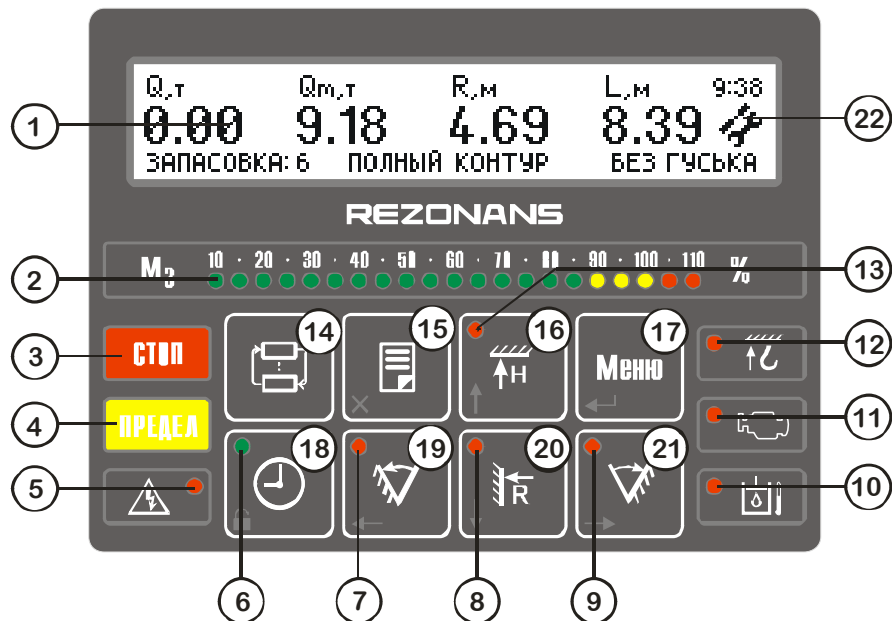 Q,т Qm,т R,м L,м 9:38
1 0.00 9.18 4.69 8.39 22
ЗАПАСОВКА: 6 ПОЛНЫЙ КОНТУР БЕЗ ГУСЬКА
REZONANS
10 · 20 · 30 · 40 · 50 · 60 · 70 · 80 · 90 · 100 · 110
2 М3 % 13
3 СТОП 14 15 16 17 12
H Меню
4 ПРЕДЕЛ 11
5 18 19 20 21 10
R
6 7 8 9